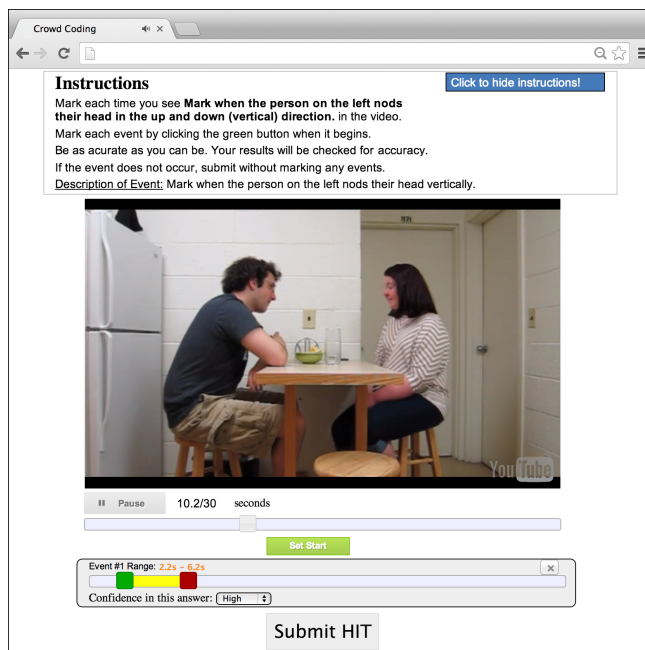 Crowd Coding
Instructions
Click to hide instructions!
Mark each time you see Mark when the person on the left nods
their head in the up and down (vertical) direction. in the video.
Mark each event by clicking the green button when it begins.
Be as acurate as you can be. Your results will be checked for accuracy.
If the event does not occur, submit without marking any events.
Description of Event: Mark when the person on the left nods their head vertically.
YouTube
Pause
10.2/30 seconds
Set Start
Event #1 Range: 2.2s - 6.2s
Confidence in this answer: High
Submit HIT